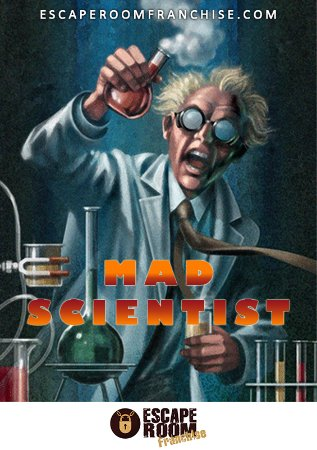 ESCAPEROOMFRANCHISE.COM
MAD
SCIENTIST
ESCAPE
ROOM
Franchise